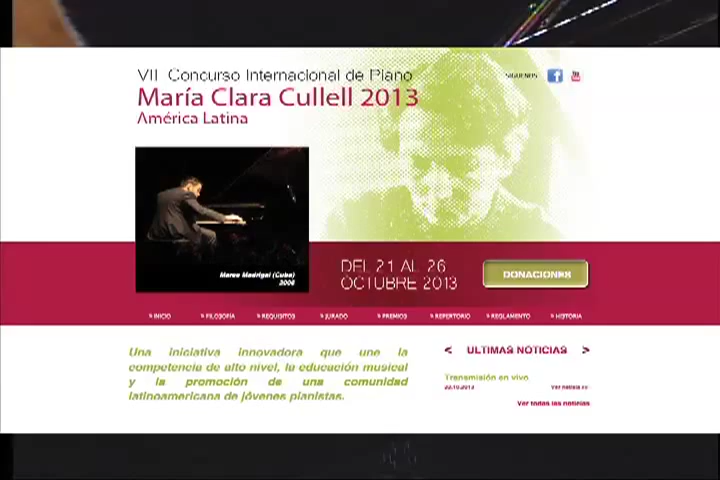 VII Concurso Internacional de Piano
María Clara Cullell 2013
América Latina
SIGUENOS
Marco Madrigal (Cuba)
2006
DEL 21 AL 26
OCTUBRE 2013
DONACIONES
» INICIO
» FILOSOFÍA
» REQUISITOS
» JURADO
» PREMIOS
» REPERTORIO
» REGLAMENTO
» HISTORIA
Una iniciativa innovadora que une la
competencia de alto nivel, la educación musical
y la promoción de una comunidad
latinoamericana de jóvenes pianistas.
< ULTIMAS NOTICIAS >
Transmisión en vivo
22.10.2013
Ver noticia >>
Ver todas las noticias